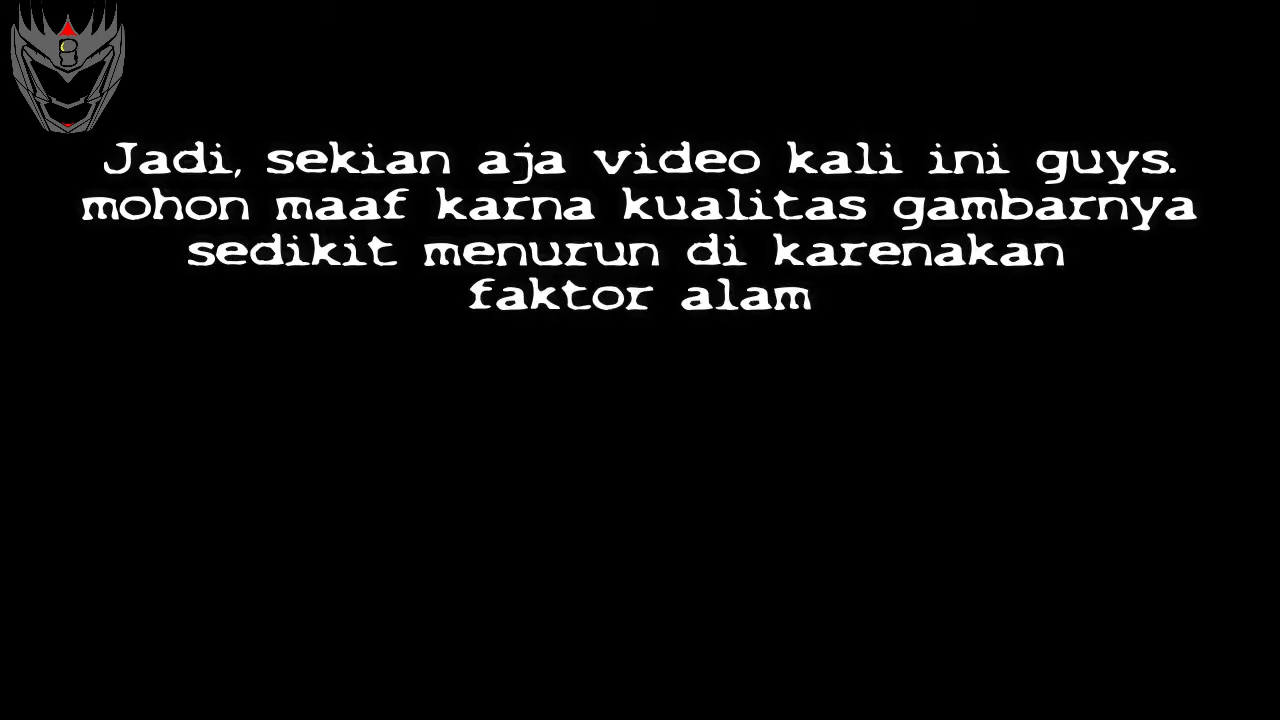 Jadi, sekian aja video kali ini guys.
mohon maaf karna kualitas gambarnya
sedikit menurun di karenakan
faktor alam